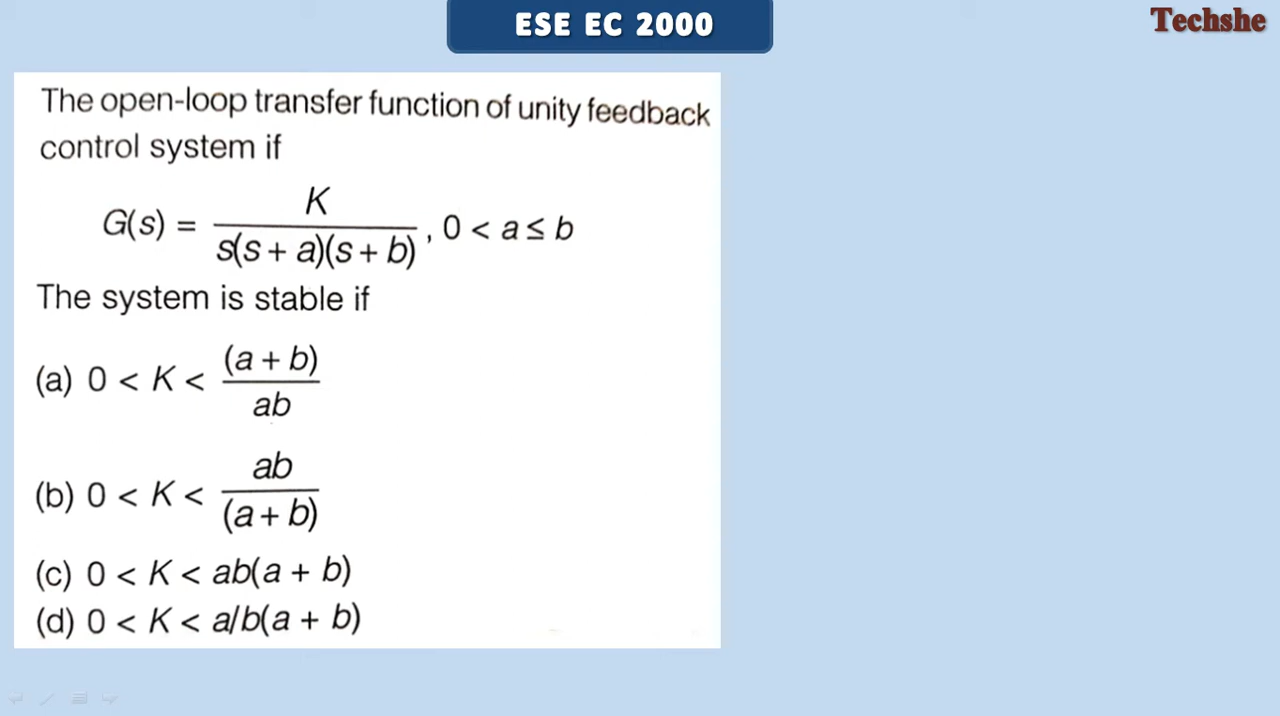 ESE EC 2000
Techshe
The open-loop transfer function of unity feedback
control system if
G(s) = K / s(s + a)(s + b) , 0 < a ≤ b
The system is stable if
(a) 0 < K < (a + b) / ab
(b) 0 < K < ab / (a + b)
(c) 0 < K < ab(a + b)
(d) 0 < K < a/b(a + b)